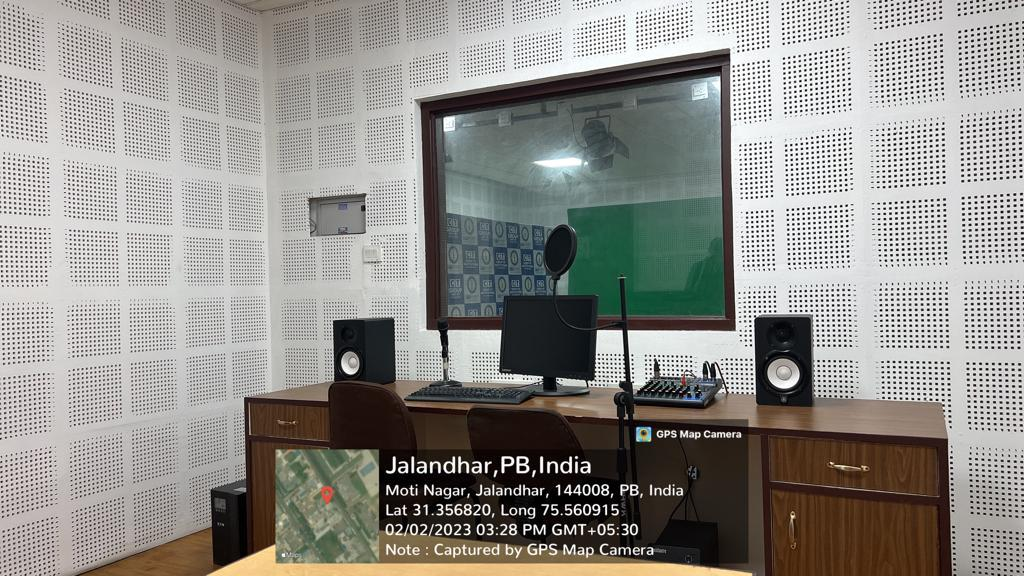 GPS Map Camera
Jalandhar,PB,India
Moti Nagar, Jalandhar, 144008, PB, India
Lat 31.356820, Long 75.560915
02/02/2023 03:28 PM GMT+05:30
Note : Captured by GPS Map Camera
Maps